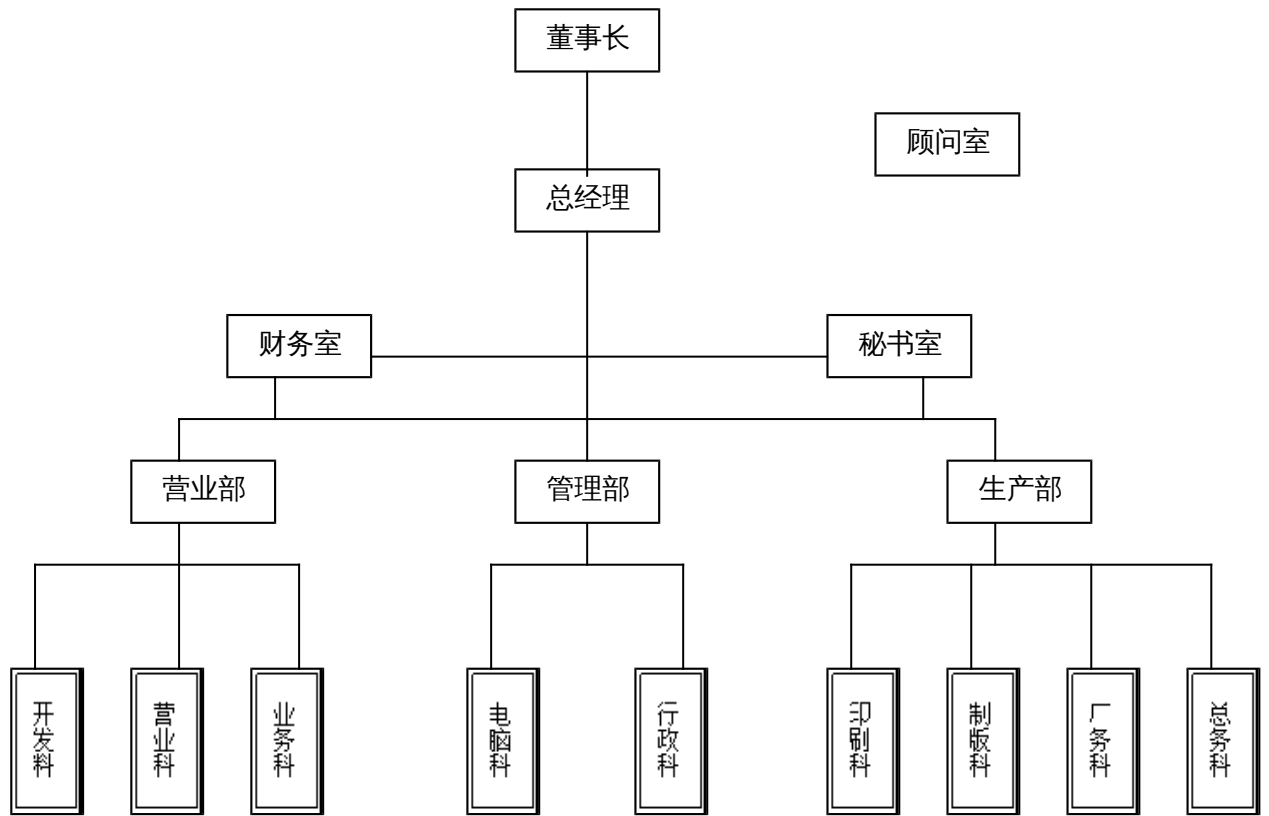 董事长
顾问室
总经理
财务室
秘书室
营业部
管理部
生产部
开发料
营业科
业务科
电脑科
行政科
印刷科
制版科
厂务科
总务科